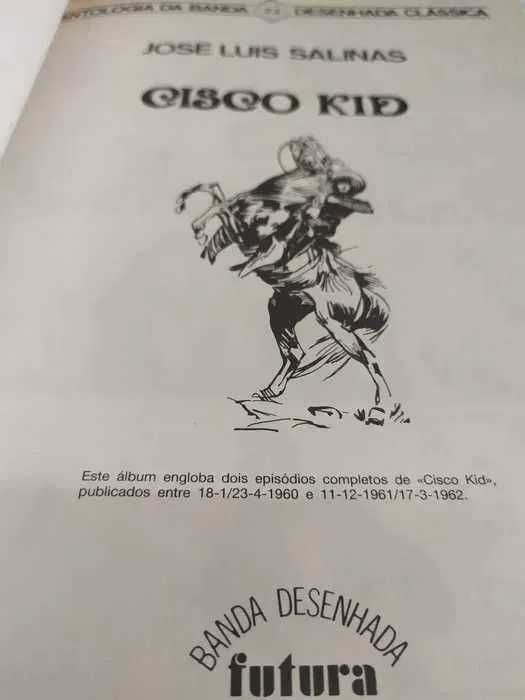 ANTOLOGIA DA BANDA DESENHADA CLÁSSICA
JOSE LUIS SALINAS
CISCO KID
Este álbum engloba dois episódios completos de «Cisco Kid»,
publicados entre 18-1/23-4-1960 e 11-12-1961/17-3-1962.
BANDA DESENHADA
futura